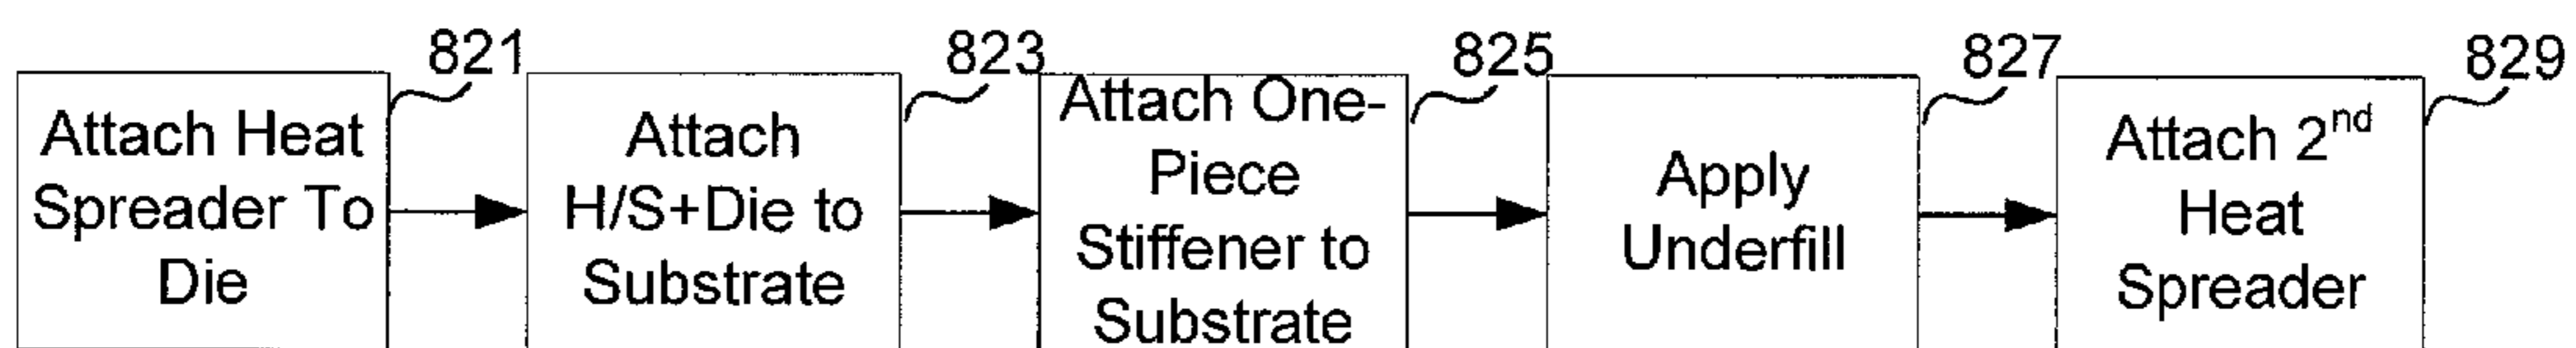 821
Attach Heat
Spreader To
Die
823
Attach
H/S+Die to
Substrate
825
Attach One-
Piece
Stiffener to
Substrate
827
Apply
Underfill
829
Attach 2nd
Heat
Spreader